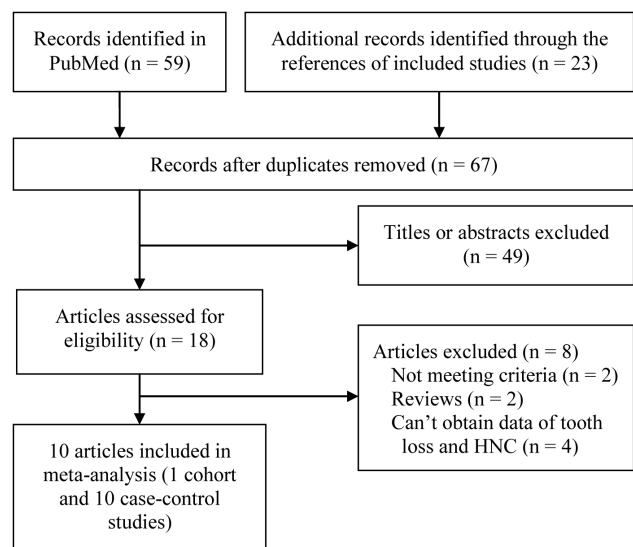 Records identified in
PubMed (n = 59)
Additional records identified through the
references of included studies (n = 23)
Records after duplicates removed (n = 67)
Titles or abstracts excluded
(n = 49)
Articles assessed for
eligibility (n = 18)
Articles excluded (n = 8)
Not meeting criteria (n = 2)
Reviews (n = 2)
Can't obtain data of tooth
loss and HNC (n = 4)
10 articles included in
meta-analysis (1 cohort
and 10 case-control
studies)